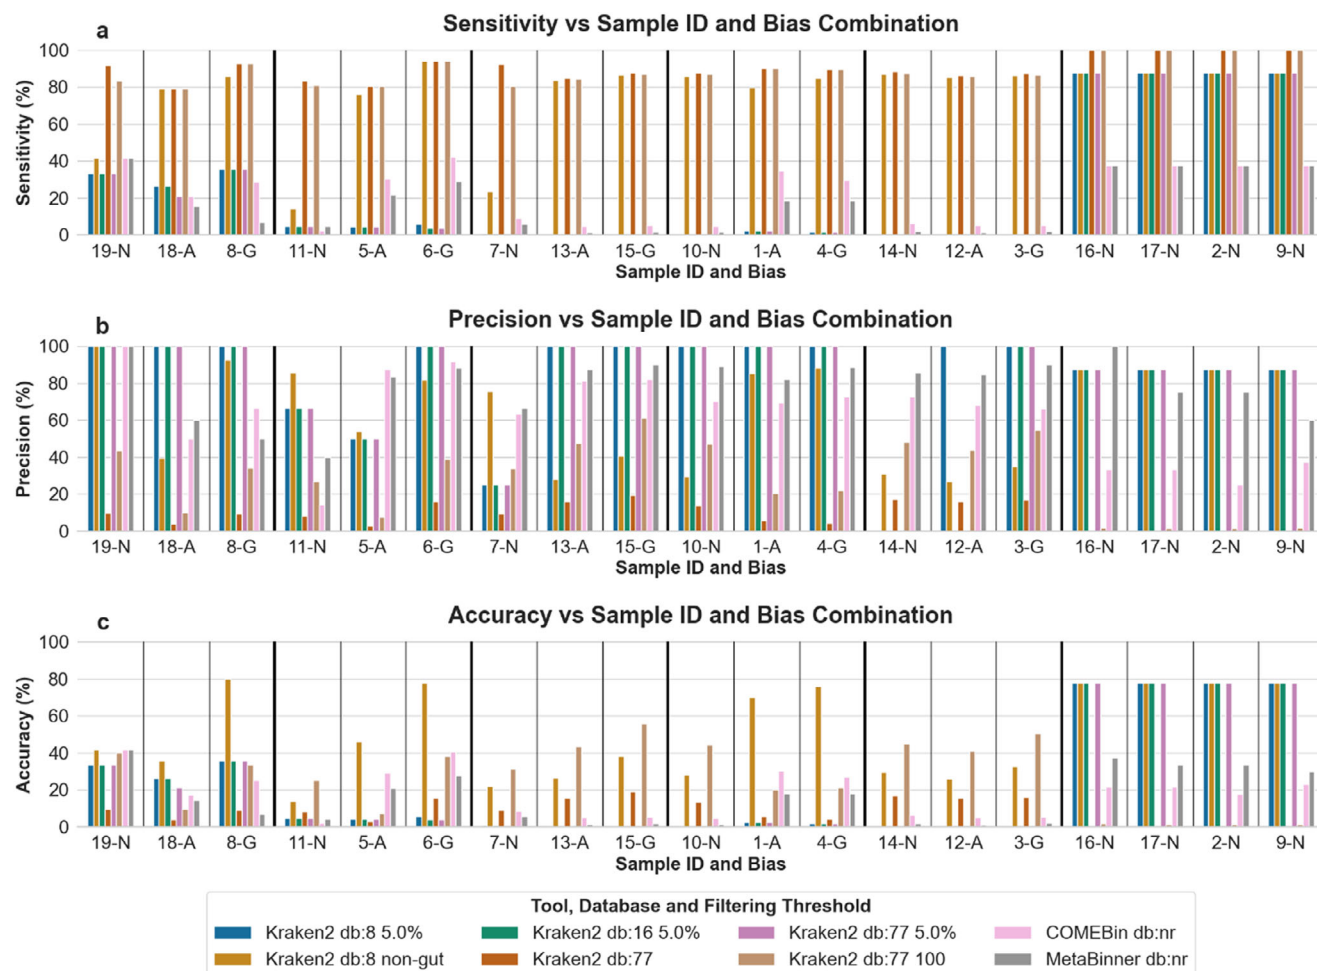 a
Sensitivity vs Sample ID and Bias Combination
Sensitivity (%)
100
80
60
40
20
0
19-N 18-A 8-G 11-N 5-A 6-G 7-N 13-A 15-G 10-N 1-A 4-G 14-N 12-A 3-G 16-N 17-N 2-N 9-N
Sample ID and Bias
b
Precision vs Sample ID and Bias Combination
Precision (%)
100
80
60
40
20
0
19-N 18-A 8-G 11-N 5-A 6-G 7-N 13-A 15-G 10-N 1-A 4-G 14-N 12-A 3-G 16-N 17-N 2-N 9-N
Sample ID and Bias
c
Accuracy vs Sample ID and Bias Combination
Accuracy (%)
100
80
60
40
20
0
19-N 18-A 8-G 11-N 5-A 6-G 7-N 13-A 15-G 10-N 1-A 4-G 14-N 12-A 3-G 16-N 17-N 2-N 9-N
Sample ID and Bias
Tool, Database and Filtering Threshold
Kraken2 db:8 5.0% Kraken2 db:16 5.0% Kraken2 db:77 5.0% COMEBin db:nr
Kraken2 db:8 non-gut Kraken2 db:77 Kraken2 db:77 100 MetaBinner db:nr